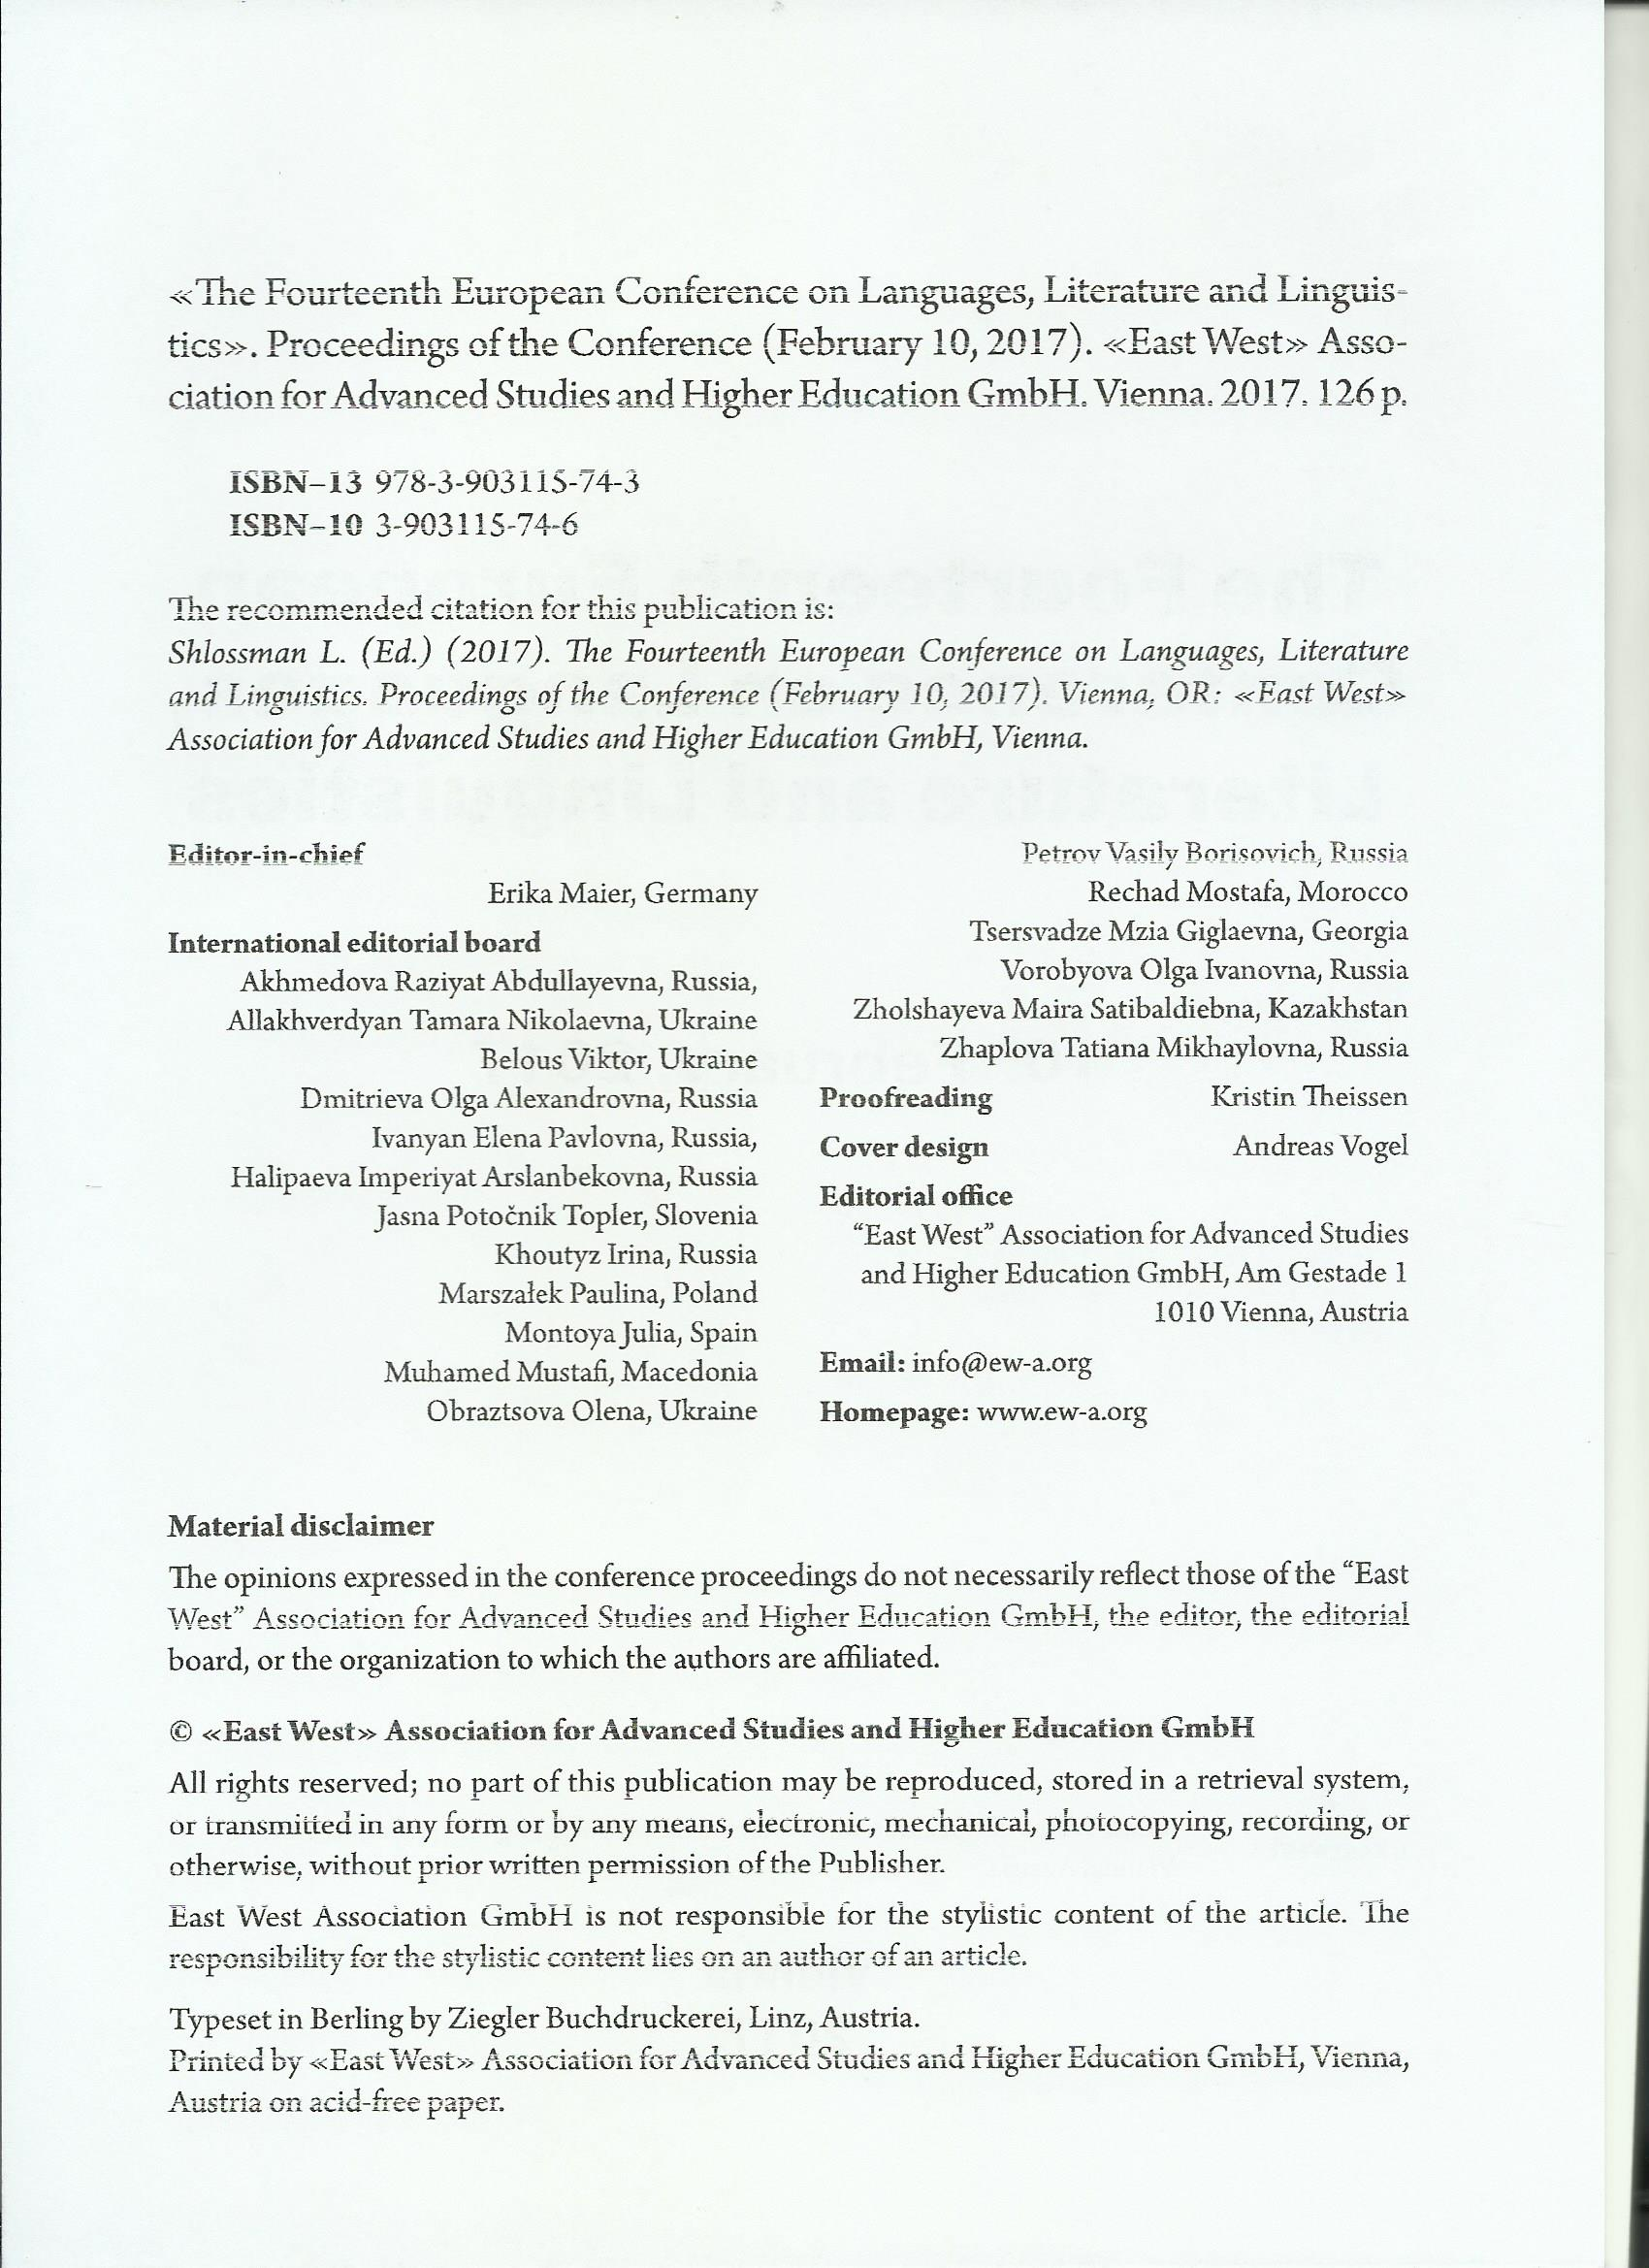 «The Fourteenth European Conference on Languages, Literature and Linguis-
tics». Proceedings of the Conference (February 10, 2017). «East West» Asso-
ciation for Advanced Studies and Higher Education GmbH. Vienna. 2017. 126 p.
ISBN–13 978-3-903115-74-3
ISBN–10 3-903115-74-6
The recommended citation for this publication is:
Shlossman L. (Ed.) (2017). The Fourteenth European Conference on Languages, Literature
and Linguistics. Proceedings of the Conference (February 10, 2017). Vienna, OR: «East West»
Association for Advanced Studies and Higher Education GmbH, Vienna.
Editor-in-chief
Erika Maier, Germany
International editorial board
Akhmedova Raziyat Abdullayevna, Russia,
Allakhverdyan Tamara Nikolaevna, Ukraine
Belous Viktor, Ukraine
Dmitrieva Olga Alexandrovna, Russia
Ivanyan Elena Pavlovna, Russia,
Halipaeva Imperiyat Arslanbekovna, Russia
Jasna Potočnik Topler, Slovenia
Khoutyz Irina, Russia
Marszałek Paulina, Poland
Montoya Julia, Spain
Muhamed Mustafi, Macedonia
Obraztsova Olena, Ukraine
Petrov Vasily Borisovich, Russia
Rechad Mostafa, Morocco
Tsersvadze Mzia Giglaevna, Georgia
Vorobyova Olga Ivanovna, Russia
Zholshayeva Maira Satibaldiebna, Kazakhstan
Zhaplova Tatiana Mikhaylovna, Russia
Proofreading Kristin Theissen
Cover design Andreas Vogel
Editorial office
“East West” Association for Advanced Studies
and Higher Education GmbH, Am Gestade 1
1010 Vienna, Austria
Email: info@ew-a.org
Homepage: www.ew-a.org
Material disclaimer
The opinions expressed in the conference proceedings do not necessarily reflect those of the “East
West” Association for Advanced Studies and Higher Education GmbH, the editor, the editorial
board, or the organization to which the authors are affiliated.
© «East West» Association for Advanced Studies and Higher Education GmbH
All rights reserved; no part of this publication may be reproduced, stored in a retrieval system,
or transmitted in any form or by any means, electronic, mechanical, photocopying, recording, or
otherwise, without prior written permission of the Publisher.
East West Association GmbH is not responsible for the stylistic content of the article. The
responsibility for the stylistic content lies on an author of an article.
Typeset in Berling by Ziegler Buchdruckerei, Linz, Austria.
Printed by «East West» Association for Advanced Studies and Higher Education GmbH, Vienna,
Austria on acid-free paper.